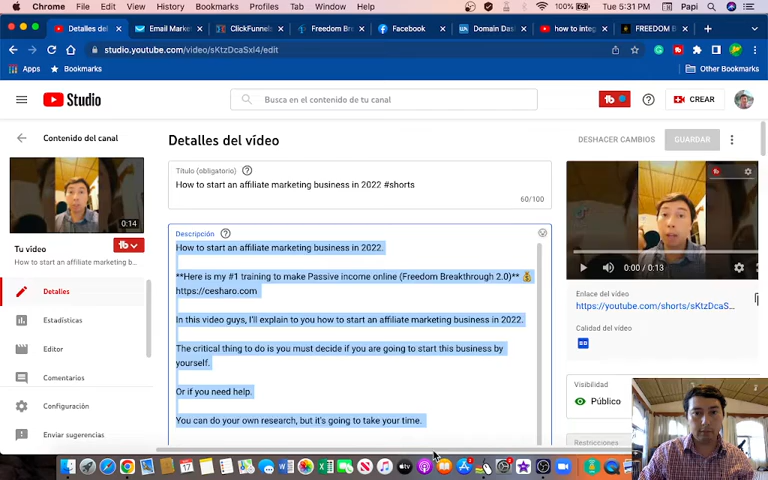 Chrome File Edit View History Bookmarks Profiles Tab Window Help 100% Papi Mon 5:31 PM
Detalles del Email Market ClickFunnels Freedom Bre Facebook Domain Das how to integ FREEDOM B
studio.youtube.com/video/sKtzDcaSxI4/edit
Apps Bookmarks Other Bookmarks
Studio Busca en el contenido de tu canal CREAR
Contenido del canal Detalles del vídeo DESHACER CAMBIOS GUARDAR
Título (obligatorio)
How to start an affiliate marketing business in 2022 #shorts
60/100
0:14
Descripción
Tu vídeo
How to start an affiliate marketing b...
How to start an affiliate marketing business in 2022.
**Here is my #1 training to make Passive income online (Freedom Breakthrough 2.0)** 💰
https://cesharo.com
In this video guys, I'll explain to you how to start an affiliate marketing business in 2022.
The critical thing to do is you must decide if you are going to start this business by
yourself.
Or if you need help.
You can do your own research, but it's going to take your time.
Detalles
Estadísticas
Editor
Comentarios
Configuración
Enviar sugerencias
0:00 / 0:13
Enlace del vídeo
https://youtube.com/shorts/sKtzDcaS...
Calidad del vídeo
Visibilidad
Público
Restricciones